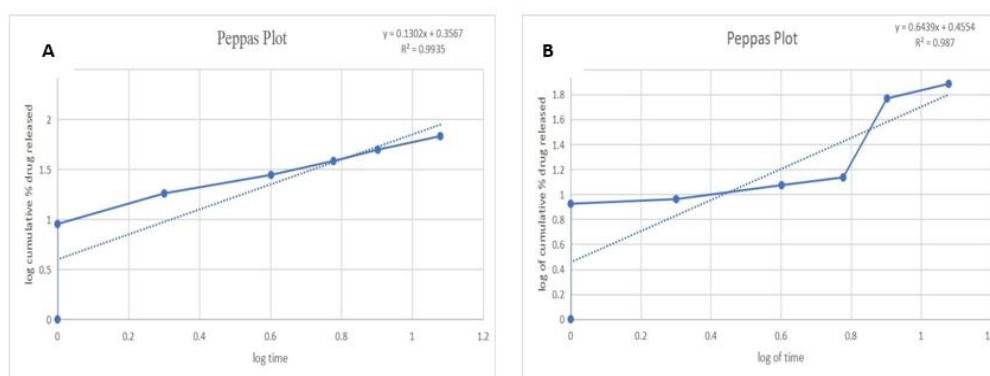 A
Peppas Plot
y = 0.1302x + 0.3567
R² = 0.9935
log cumulative % drug released
2
1.5
1
0.5
0
0
0.2
0.4
0.6
0.8
1
1.2
log time
B
Peppas Plot
y = 0.6439x + 0.4554
R² = 0.987
log of cumulative % drug released
1.8
1.6
1.4
1.2
1
0.8
0.6
0.4
0.2
0
0
0.2
0.4
0.6
0.8
1
log of time